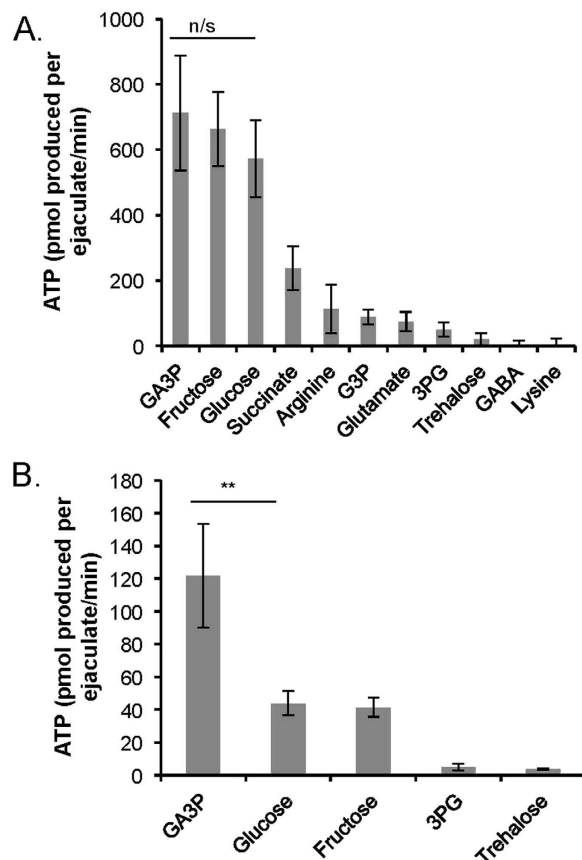 A.
n/s
ATP (pmol produced per
ejaculate/min)
1000
800
600
400
200
0
GA3P
Fructose
Glucose
Succinate
Arginine
G3P
Glutamate
3PG
Trehalose
GABA
Lysine
B.
**
ATP (pmol produced per
ejaculate/min)
180
160
140
120
100
80
60
40
20
0
GA3P
Glucose
Fructose
3PG
Trehalose